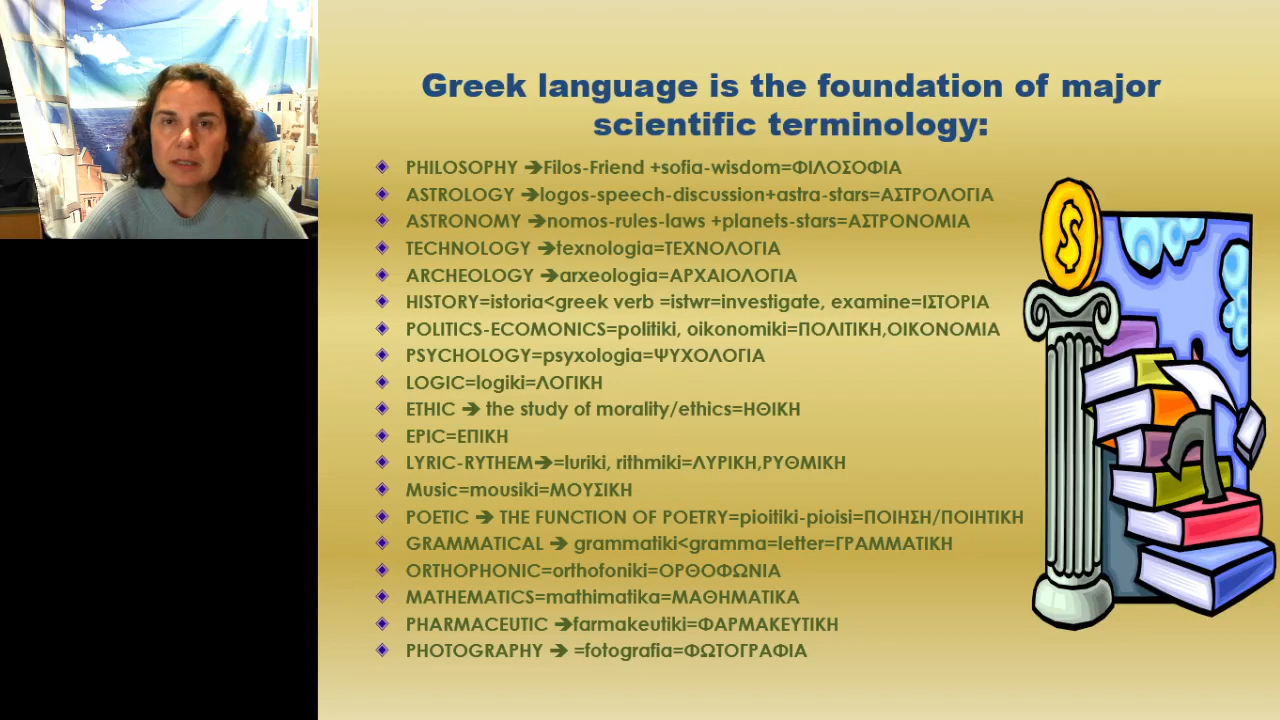 Greek language is the foundation of major
scientific terminology:
PHILOSOPHY ➔Filos-Friend +sofia-wisdom=ΦΙΛΟΣΟΦΙΑ
ASTROLOGY ➔logos-speech-discussion+astra-stars=ΑΣΤΡΟΛΟΓΙΑ
ASTRONOMY ➔nomos-rules-laws +planets-stars=ΑΣΤΡΟΝΟΜΙΑ
TECHNOLOGY ➔texnologia=ΤΕΧΝΟΛΟΓΙΑ
ARCHEOLOGY ➔arxeologia=ΑΡΧΑΙΟΛΟΓΙΑ
HISTORY=istoria<greek verb =istwr=investigate, examine=ΙΣΤΟΡΙΑ
POLITICS-ECOMONICS=politiki, oikonomiki=ΠΟΛΙΤΙΚΗ,ΟΙΚΟΝΟΜΙΑ
PSYCHOLOGY=psyxologia=ΨΥΧΟΛΟΓΙΑ
LOGIC=logiki=ΛΟΓΙΚΗ
ETHIC ➔ the study of morality/ethics=ΗΘΙΚΗ
EPIC=ΕΠΙΚΗ
LYRIC-RYTHEM➔=luriki, rithmiki=ΛΥΡΙΚΗ,ΡΥΘΜΙΚΗ
Music=mousiki=ΜΟΥΣΙΚΗ
POETIC ➔ THE FUNCTION OF POETRY=pioitiki-pioisi=ΠΟΙΗΣΗ/ΠΟΙΗΤΙΚΗ
GRAMMATICAL ➔ grammatiki<gramma=letter=ΓΡΑΜΜΑΤΙΚΗ
ORTHOPHONIC=orthofoniki=ΟΡΘΟΦΩΝΙΑ
MATHEMATICS=mathimatika=ΜΑΘΗΜΑΤΙΚΑ
PHARMACEUTIC ➔farmakeutiki=ΦΑΡΜΑΚΕΥΤΙΚΗ
PHOTOGRAPHY ➔ =fotografia=ΦΩΤΟΓΡΑΦΙΑ